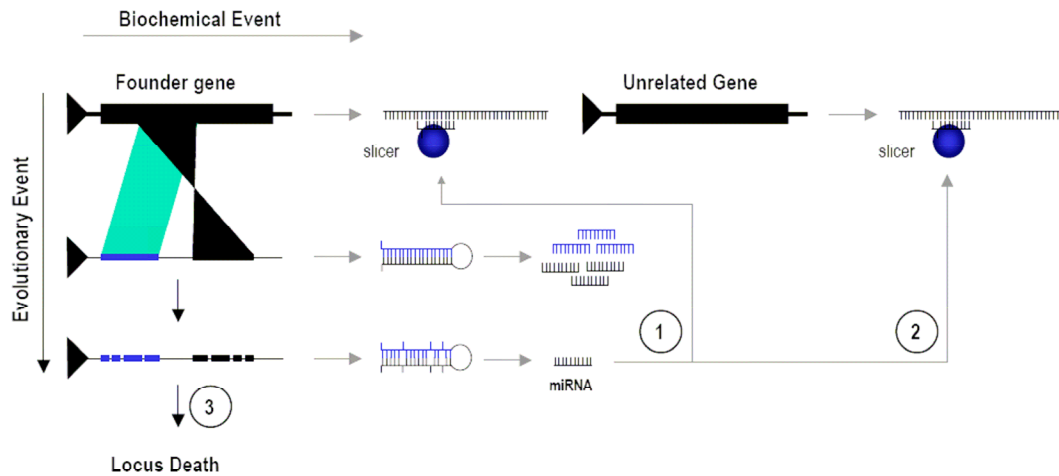 Biochemical Event
Founder gene
Unrelated Gene
slicer
slicer
Evolutionary Event
1
2
miRNA
3
Locus Death